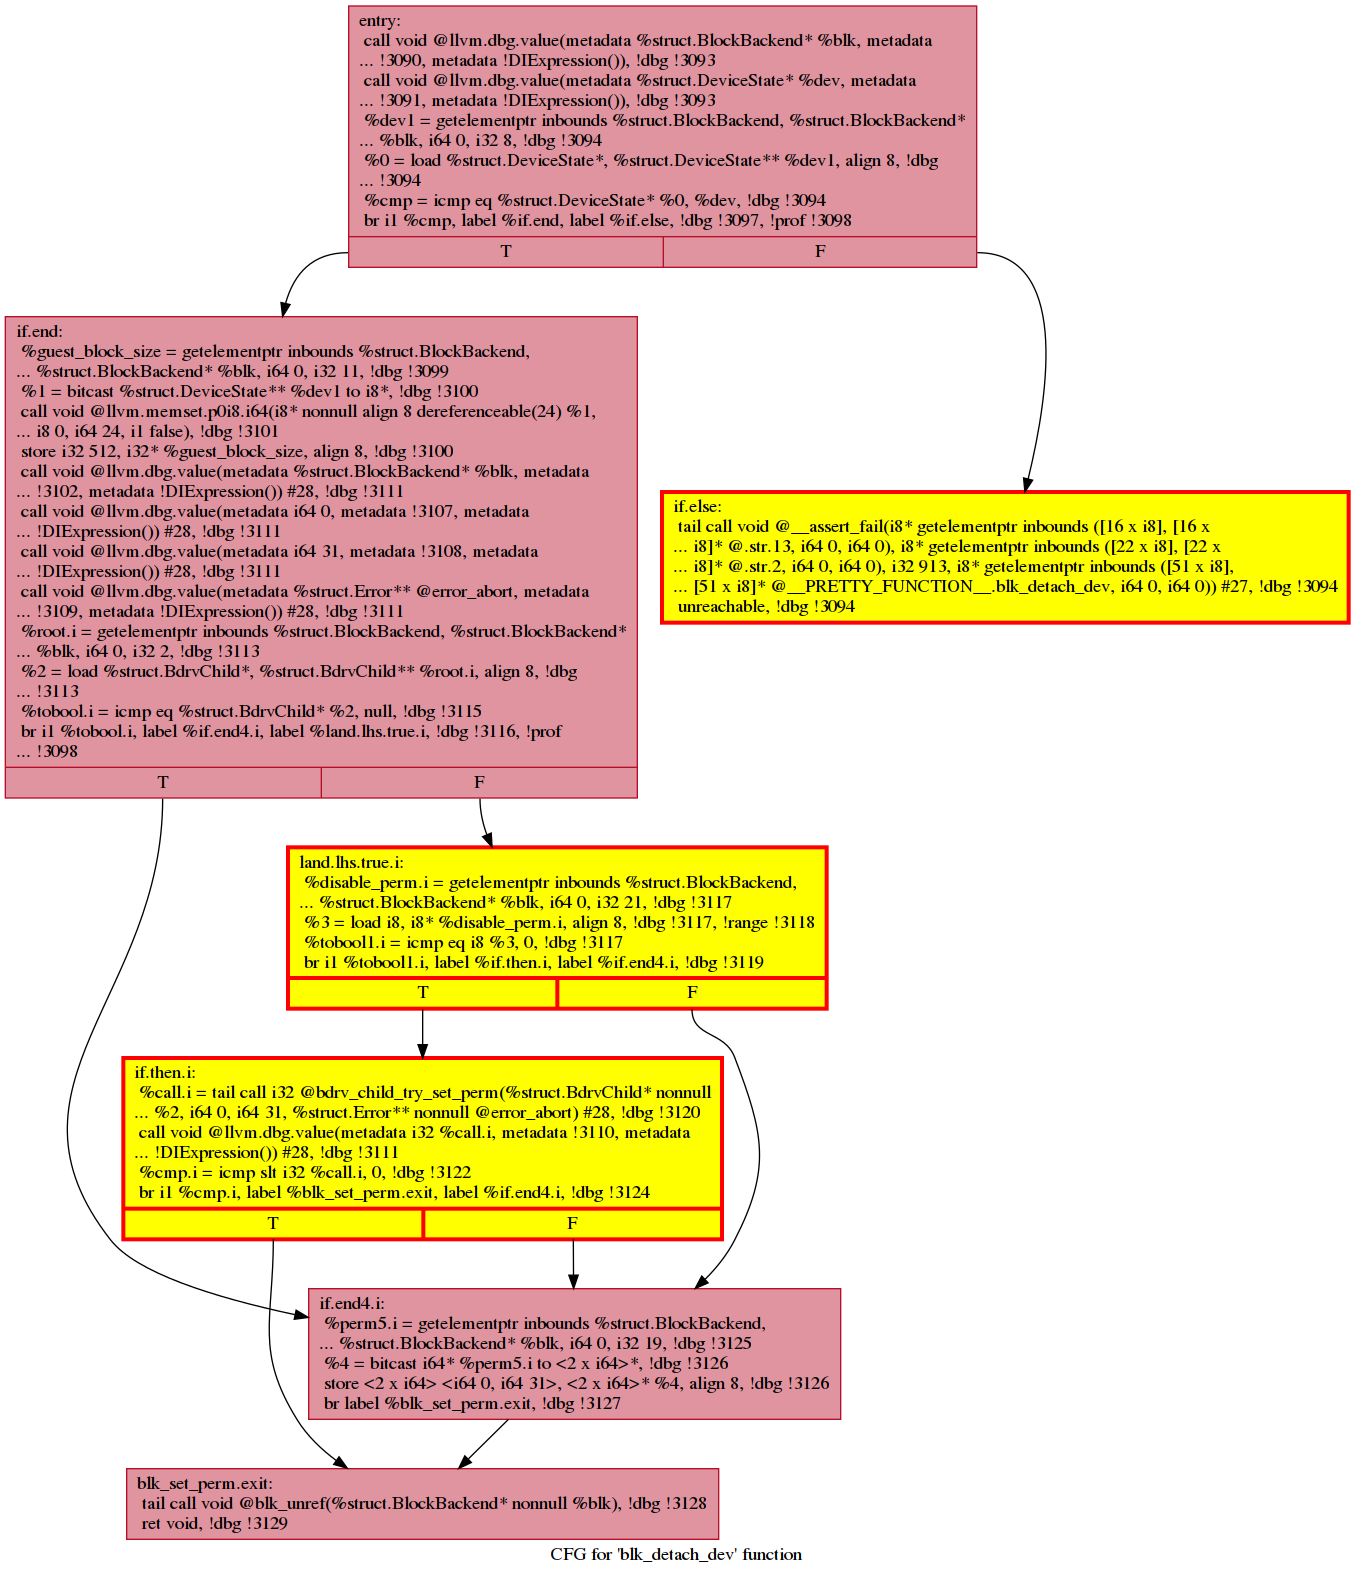 entry:
call void @llvm.dbg.value(metadata %struct.BlockBackend* %blk, metadata
... !3090, metadata !DIExpression()), !dbg !3093
call void @llvm.dbg.value(metadata %struct.DeviceState* %dev, metadata
... !3091, metadata !DIExpression()), !dbg !3093
%dev1 = getelementptr inbounds %struct.BlockBackend, %struct.BlockBackend*
... %blk, i64 0, i32 8, !dbg !3094
%0 = load %struct.DeviceState*, %struct.DeviceState** %dev1, align 8, !dbg
... !3094
%cmp = icmp eq %struct.DeviceState* %0, %dev, !dbg !3094
br i1 %cmp, label %if.end, label %if.else, !dbg !3097, !prof !3098
T
F
if.end:
%guest_block_size = getelementptr inbounds %struct.BlockBackend,
... %struct.BlockBackend* %blk, i64 0, i32 11, !dbg !3099
%1 = bitcast %struct.DeviceState** %dev1 to i8*, !dbg !3100
call void @llvm.memset.p0i8.i64(i8* nonnull align 8 dereferenceable(24) %1,
... i8 0, i64 24, i1 false), !dbg !3101
store i32 512, i32* %guest_block_size, align 8, !dbg !3100
call void @llvm.dbg.value(metadata %struct.BlockBackend* %blk, metadata
... !3102, metadata !DIExpression()) #28, !dbg !3111
call void @llvm.dbg.value(metadata i64 0, metadata !3107, metadata
... !DIExpression()) #28, !dbg !3111
call void @llvm.dbg.value(metadata i64 31, metadata !3108, metadata
... !DIExpression()) #28, !dbg !3111
call void @llvm.dbg.value(metadata %struct.Error** @error_abort, metadata
... !3109, metadata !DIExpression()) #28, !dbg !3111
%root.i = getelementptr inbounds %struct.BlockBackend, %struct.BlockBackend*
... %blk, i64 0, i32 2, !dbg !3113
%2 = load %struct.BdrvChild*, %struct.BdrvChild** %root.i, align 8, !dbg
... !3113
%tobool.i = icmp eq %struct.BdrvChild* %2, null, !dbg !3115
br i1 %tobool.i, label %if.end4.i, label %land.lhs.true.i, !dbg !3116, !prof
... !3098
T
F
if.else:
tail call void @__assert_fail(i8* getelementptr inbounds ([16 x i8], [16 x
... i8]* @.str.13, i64 0, i64 0), i8* getelementptr inbounds ([22 x i8], [22 x
... i8]* @.str.2, i64 0, i64 0), i32 913, i8* getelementptr inbounds ([51 x i8],
... [51 x i8]* @__PRETTY_FUNCTION__.blk_detach_dev, i64 0, i64 0)) #27, !dbg !3094
unreachable, !dbg !3094
land.lhs.true.i:
%disable_perm.i = getelementptr inbounds %struct.BlockBackend,
... %struct.BlockBackend* %blk, i64 0, i32 21, !dbg !3117
%3 = load i8, i8* %disable_perm.i, align 8, !dbg !3117, !range !3118
%tobool1.i = icmp eq i8 %3, 0, !dbg !3117
br i1 %tobool1.i, label %if.then.i, label %if.end4.i, !dbg !3119
T
F
if.then.i:
%call.i = tail call i32 @bdrv_child_try_set_perm(%struct.BdrvChild* nonnull
... %2, i64 0, i64 31, %struct.Error** nonnull @error_abort) #28, !dbg !3120
call void @llvm.dbg.value(metadata i32 %call.i, metadata !3110, metadata
... !DIExpression()) #28, !dbg !3111
%cmp.i = icmp slt i32 %call.i, 0, !dbg !3122
br i1 %cmp.i, label %blk_set_perm.exit, label %if.end4.i, !dbg !3124
T
F
if.end4.i:
%perm5.i = getelementptr inbounds %struct.BlockBackend,
... %struct.BlockBackend* %blk, i64 0, i32 19, !dbg !3125
%4 = bitcast i64* %perm5.i to <2 x i64>*, !dbg !3126
store <2 x i64> <i64 0, i64 31>, <2 x i64>* %4, align 8, !dbg !3126
br label %blk_set_perm.exit, !dbg !3127
blk_set_perm.exit:
tail call void @blk_unref(%struct.BlockBackend* nonnull %blk), !dbg !3128
ret void, !dbg !3129
CFG for 'blk_detach_dev' function